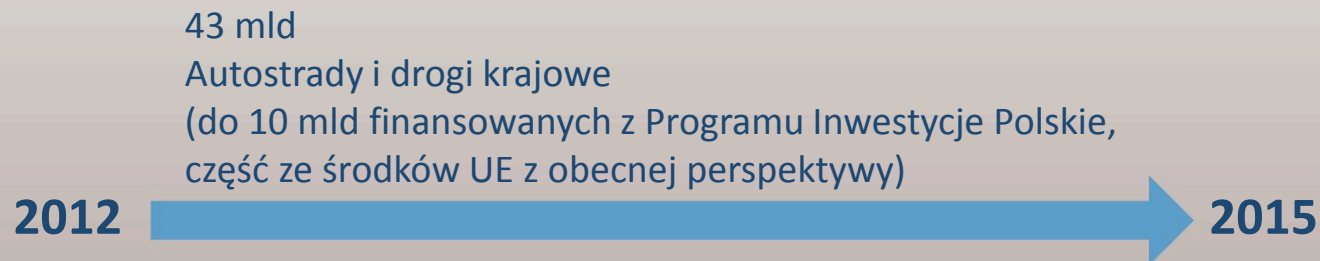 43 mld
Autostrady i drogi krajowe
(do 10 mld finansowanych z Programu Inwestycje Polskie,
część ze środków UE z obecnej perspektywy)
2012 2015